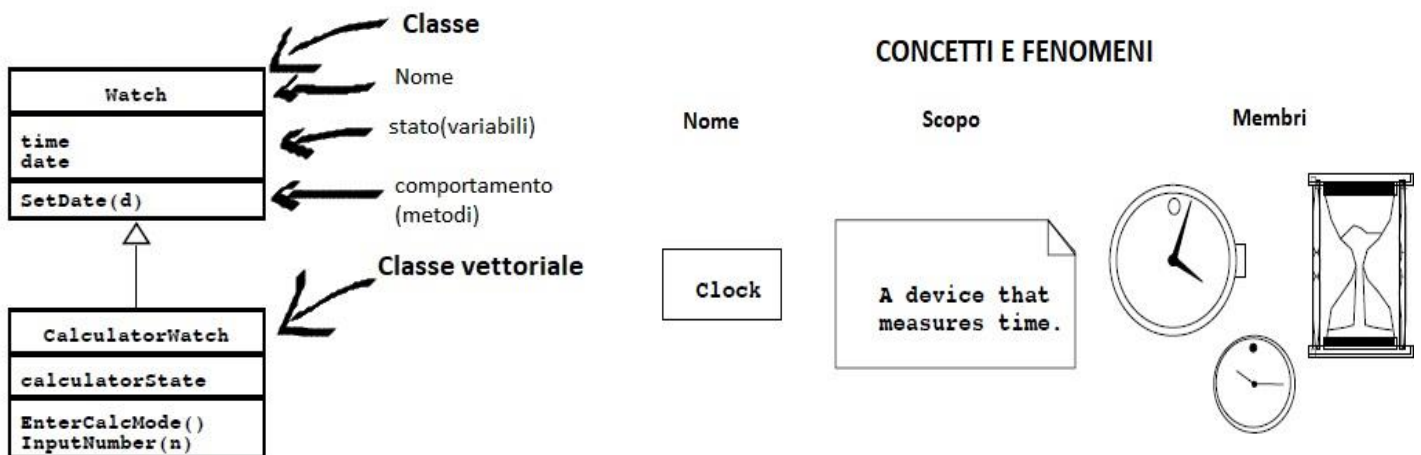 Classe
Nome
stato(variabili)
comportamento
(metodi)
Classe vettoriale
Watch
time
date
SetDate(d)
CalculatorWatch
calculatorState
EnterCalcMode()
InputNumber(n)
CONCETTI E FENOMENI
Nome
Scopo
Membri
Clock
A device that
measures time.